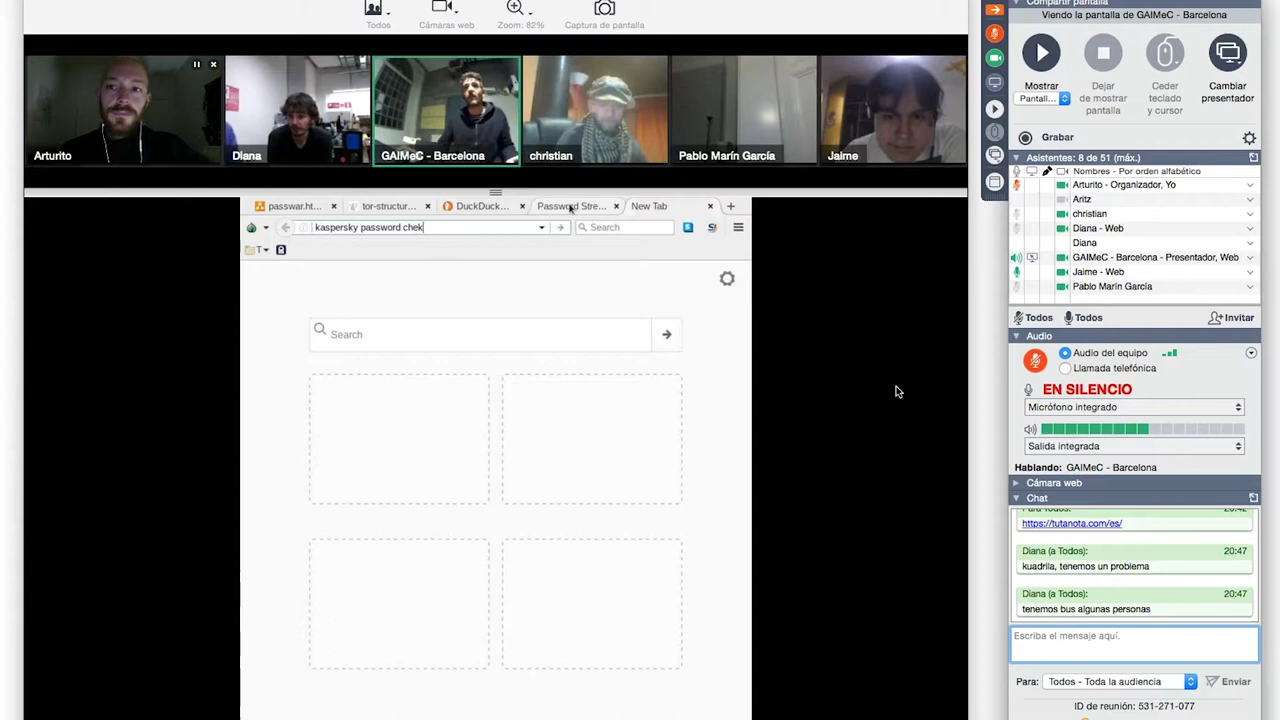 Todos
Cámaras web
Zoom: 82%
Captura de pantalla
Arturito
Diana
GAIMeC - Barcelona
christian
Pablo Marín García
Jaime
passwar.ht...
tor-structur...
DuckDuck...
Password Stre...
New Tab
kaspersky password chek
Search
T
Search
Compartir pantalla
Viendo la pantalla de GAIMeC - Barcelona
Mostrar
Pantall...
Dejar
de mostrar
pantalla
Ceder
teclado
y cursor
Cambiar
presentador
Grabar
Asistentes: 8 de 51 (máx.)
Nombres - Por orden alfabético
Arturito - Organizador, Yo
Aritz
christian
Diana - Web
Diana
GAIMeC - Barcelona - Presentador, Web
Jaime - Web
Pablo Marín García
Todos
Todos
Invitar
Audio
Audio del equipo
Llamada telefónica
EN SILENCIO
Micrófono integrado
Salida integrada
Hablando: GAIMeC - Barcelona
Cámara web
Chat
https://tutanota.com/es/
Diana (a Todos): 20:47
kuadrila, tenemos un problema
Diana (a Todos): 20:47
tenemos bus algunas personas
Escriba el mensaje aquí.
Para: Todos - Toda la audiencia
Enviar
ID de reunión: 531-271-077